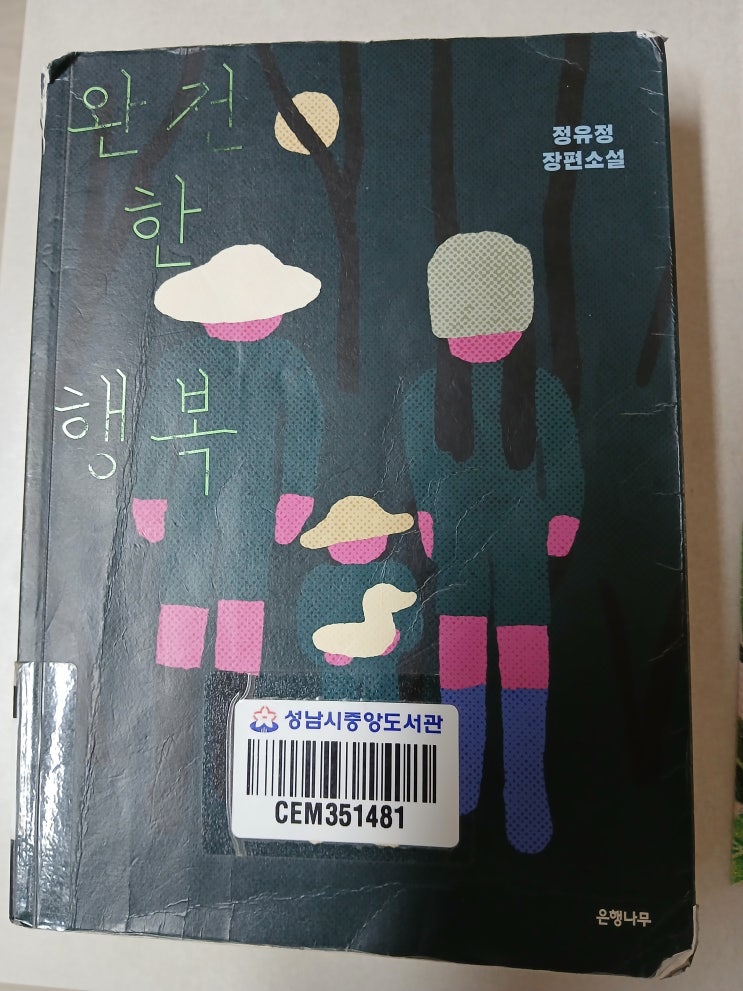 완전
한
행복
정유정
장편소설
성남시중앙도서관
CEM351481
은행나무